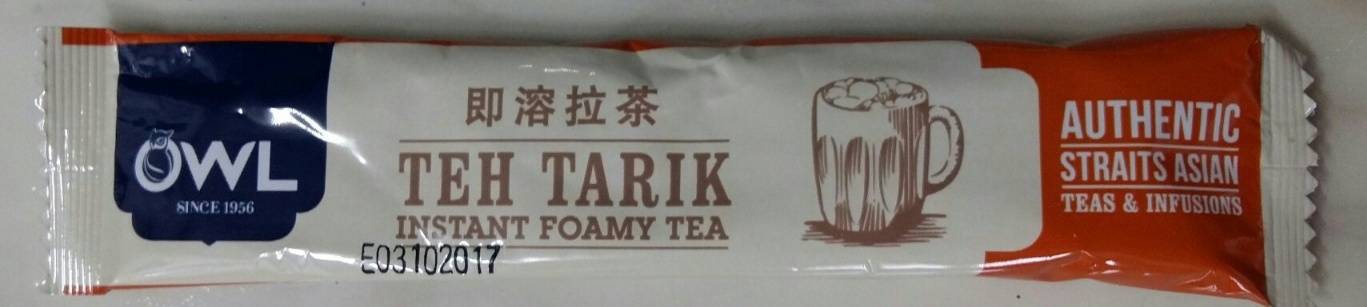 OWL
SINCE 1956
即溶拉茶
TEH TARIK
INSTANT FOAMY TEA
E03102017
AUTHENTIC
STRAITS ASIAN
TEAS & INFUSIONS